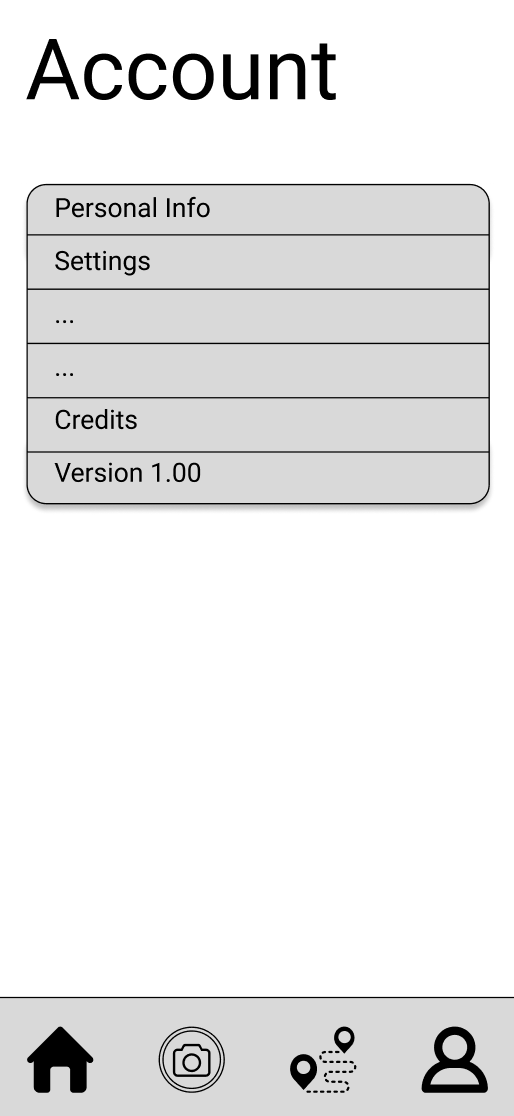 Account
Personal Info
Settings
...
...
Credits
Version 1.00